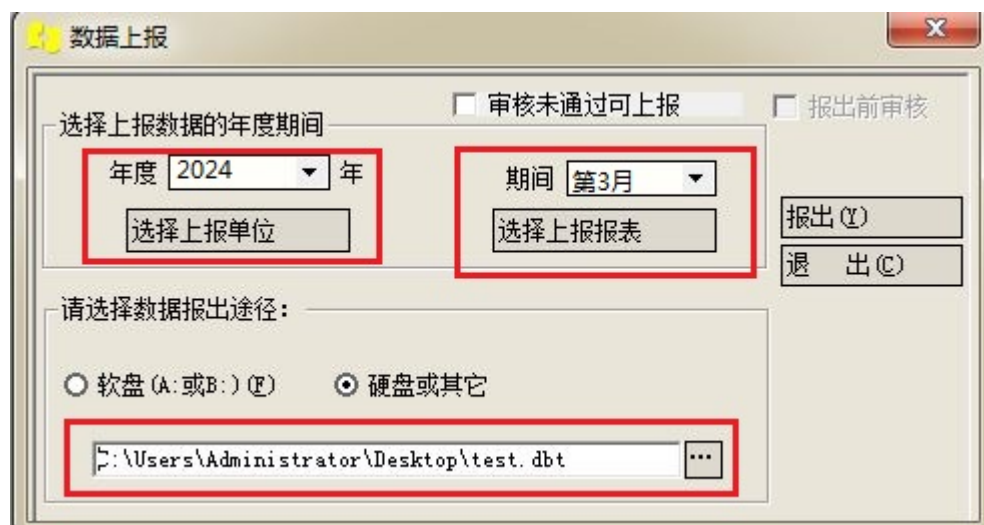 数据上报
审核未通过可上报
报出前审核
选择上报数据的年度期间
年度 2024 年
期间 第3月
选择上报单位
选择上报报表
报出(Y)
退 出(C)
请选择数据报出途径：
软盘(A:或B:)(F)
硬盘或其它
C:\Users\Administrator\Desktop\test.dbt
...